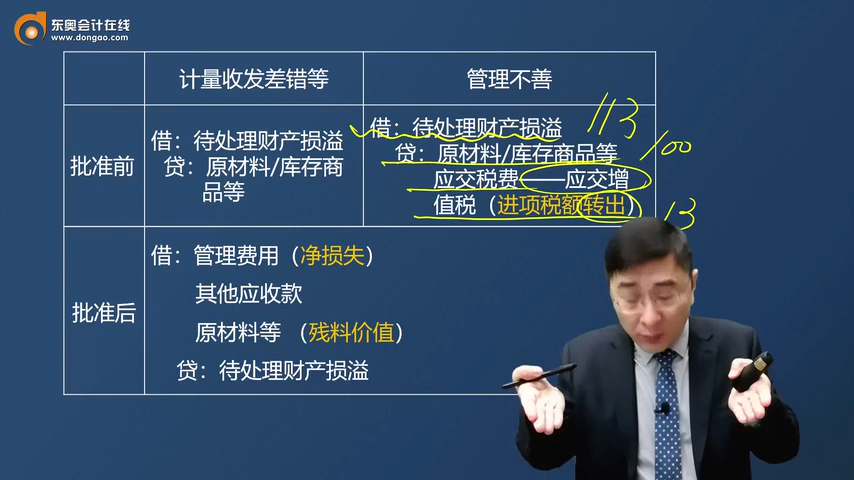 东奥会计在线
www.dongao.com
计量收发差错等
管理不善
批准前
借：待处理财产损溢
贷：原材料/库存商
品等
借：待处理财产损溢
贷：原材料/库存商品等
应交税费——应交增
值税（进项税额转出）
113
100
13
批准后
借：管理费用（净损失）
其他应收款
原材料等 （残料价值）
贷：待处理财产损溢